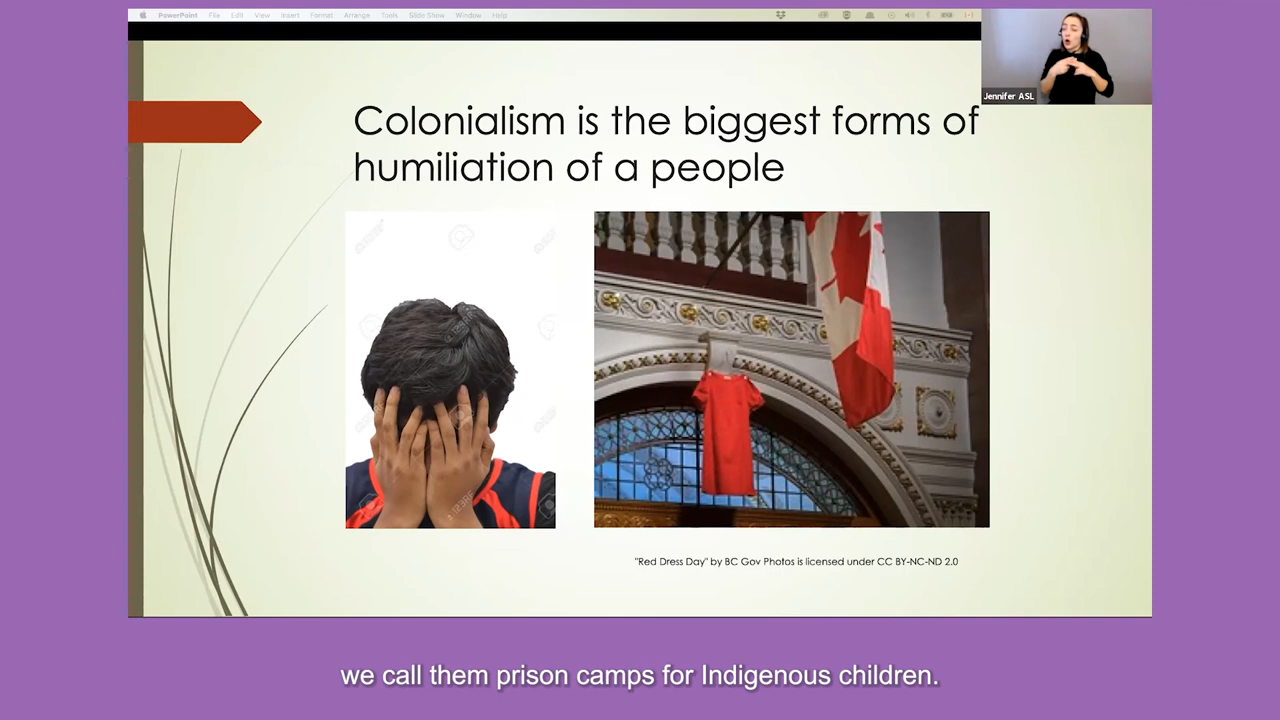 PowerPoint File Edit View Insert Format Arrange Tools Slide Show Window Help
Jennifer ASL
Colonialism is the biggest forms of
humiliation of a people
"Red Dress Day" by BC Gov Photos is licensed under CC BY-NC-ND 2.0
we call them prison camps for Indigenous children.